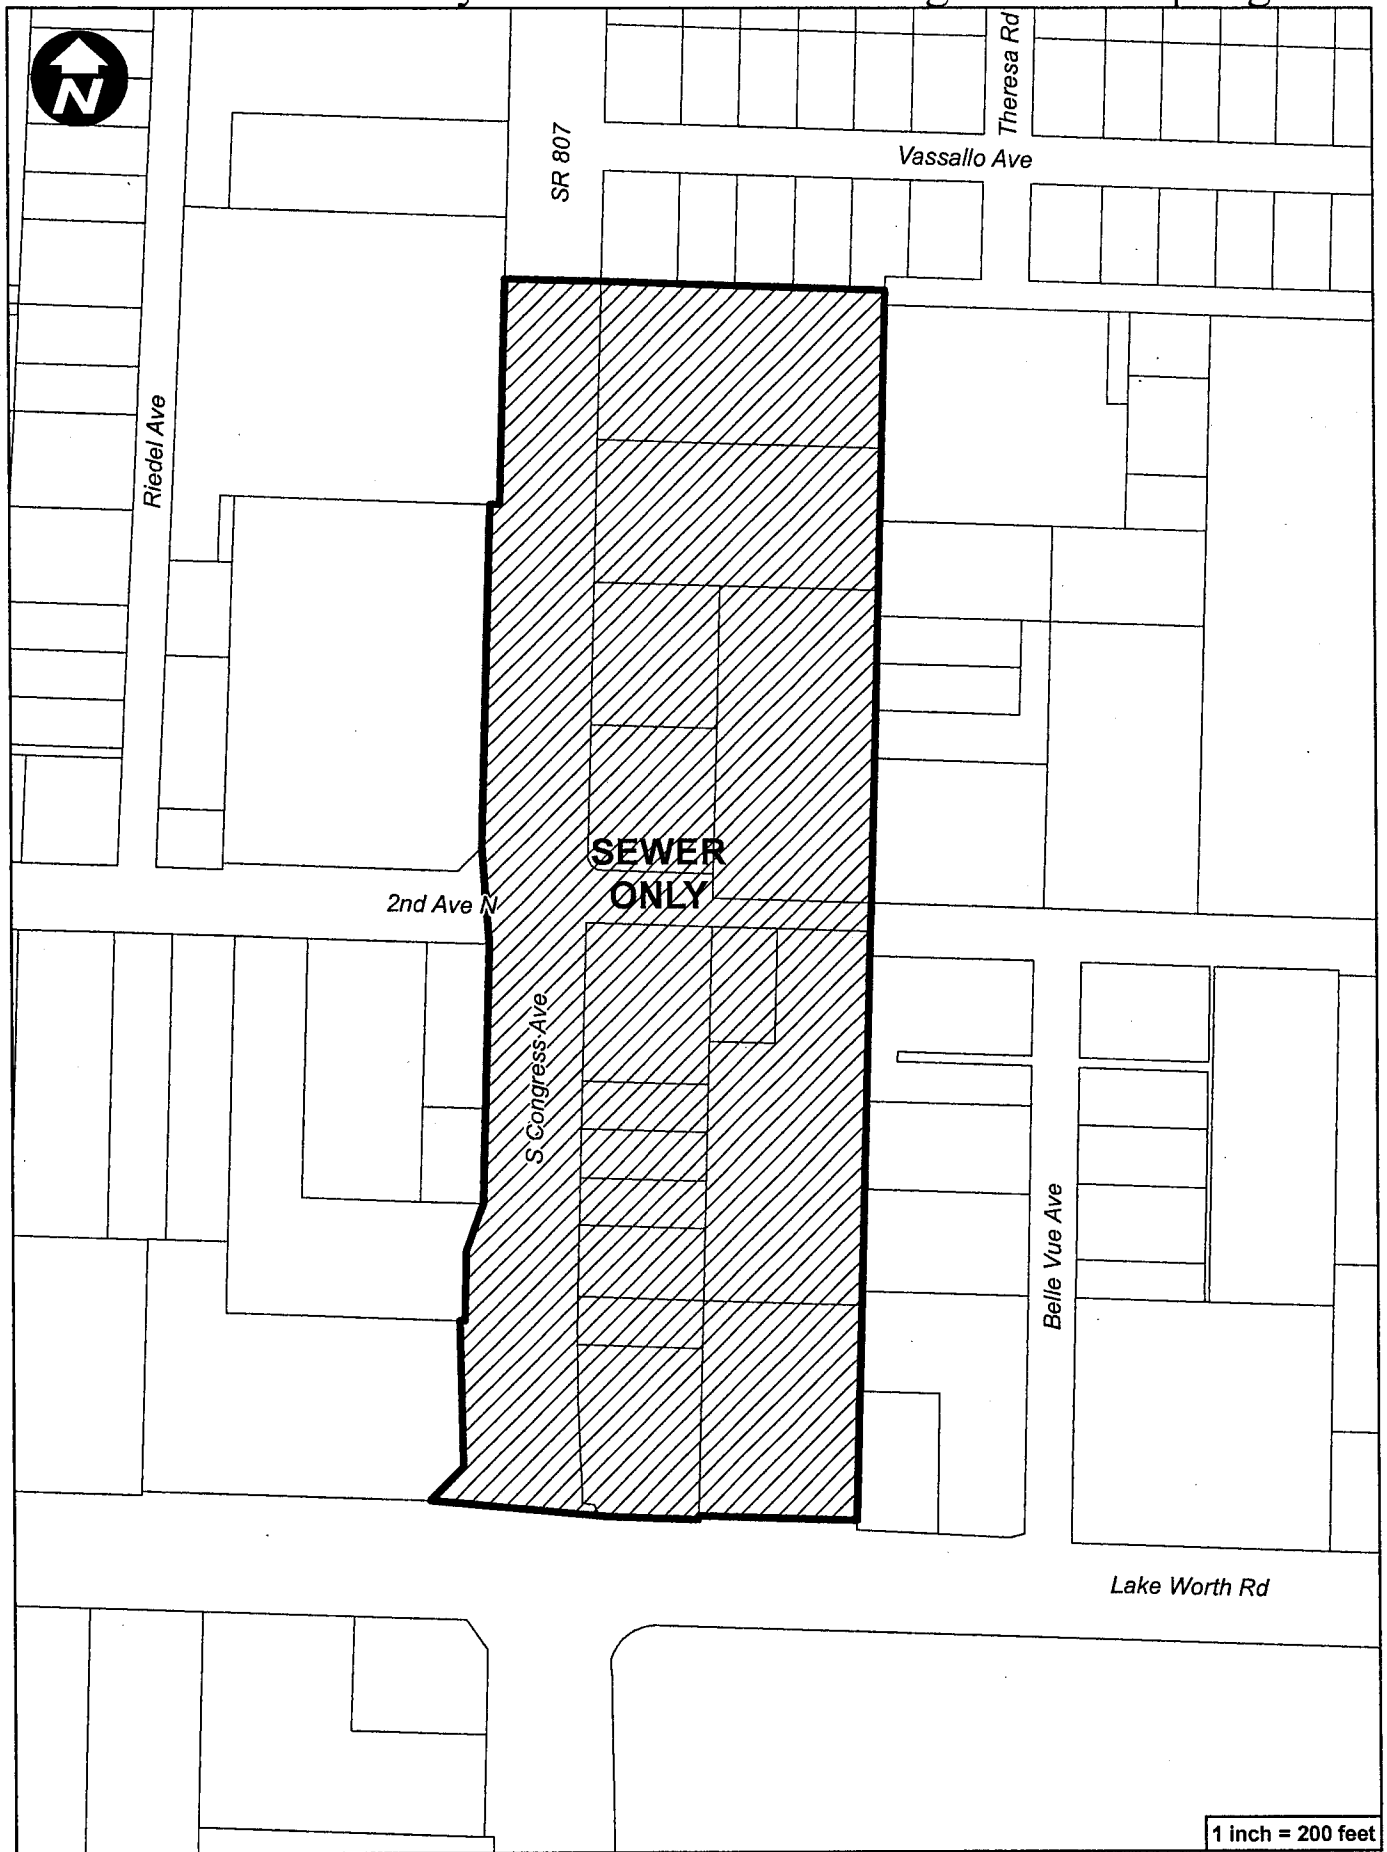 N
Theresa Rd
SR 807
Vassallo Ave
Riedel Ave
SEWER
ONLY
2nd Ave N
S Congress Ave
Belle Vue Ave
Lake Worth Rd
1 inch = 200 feet